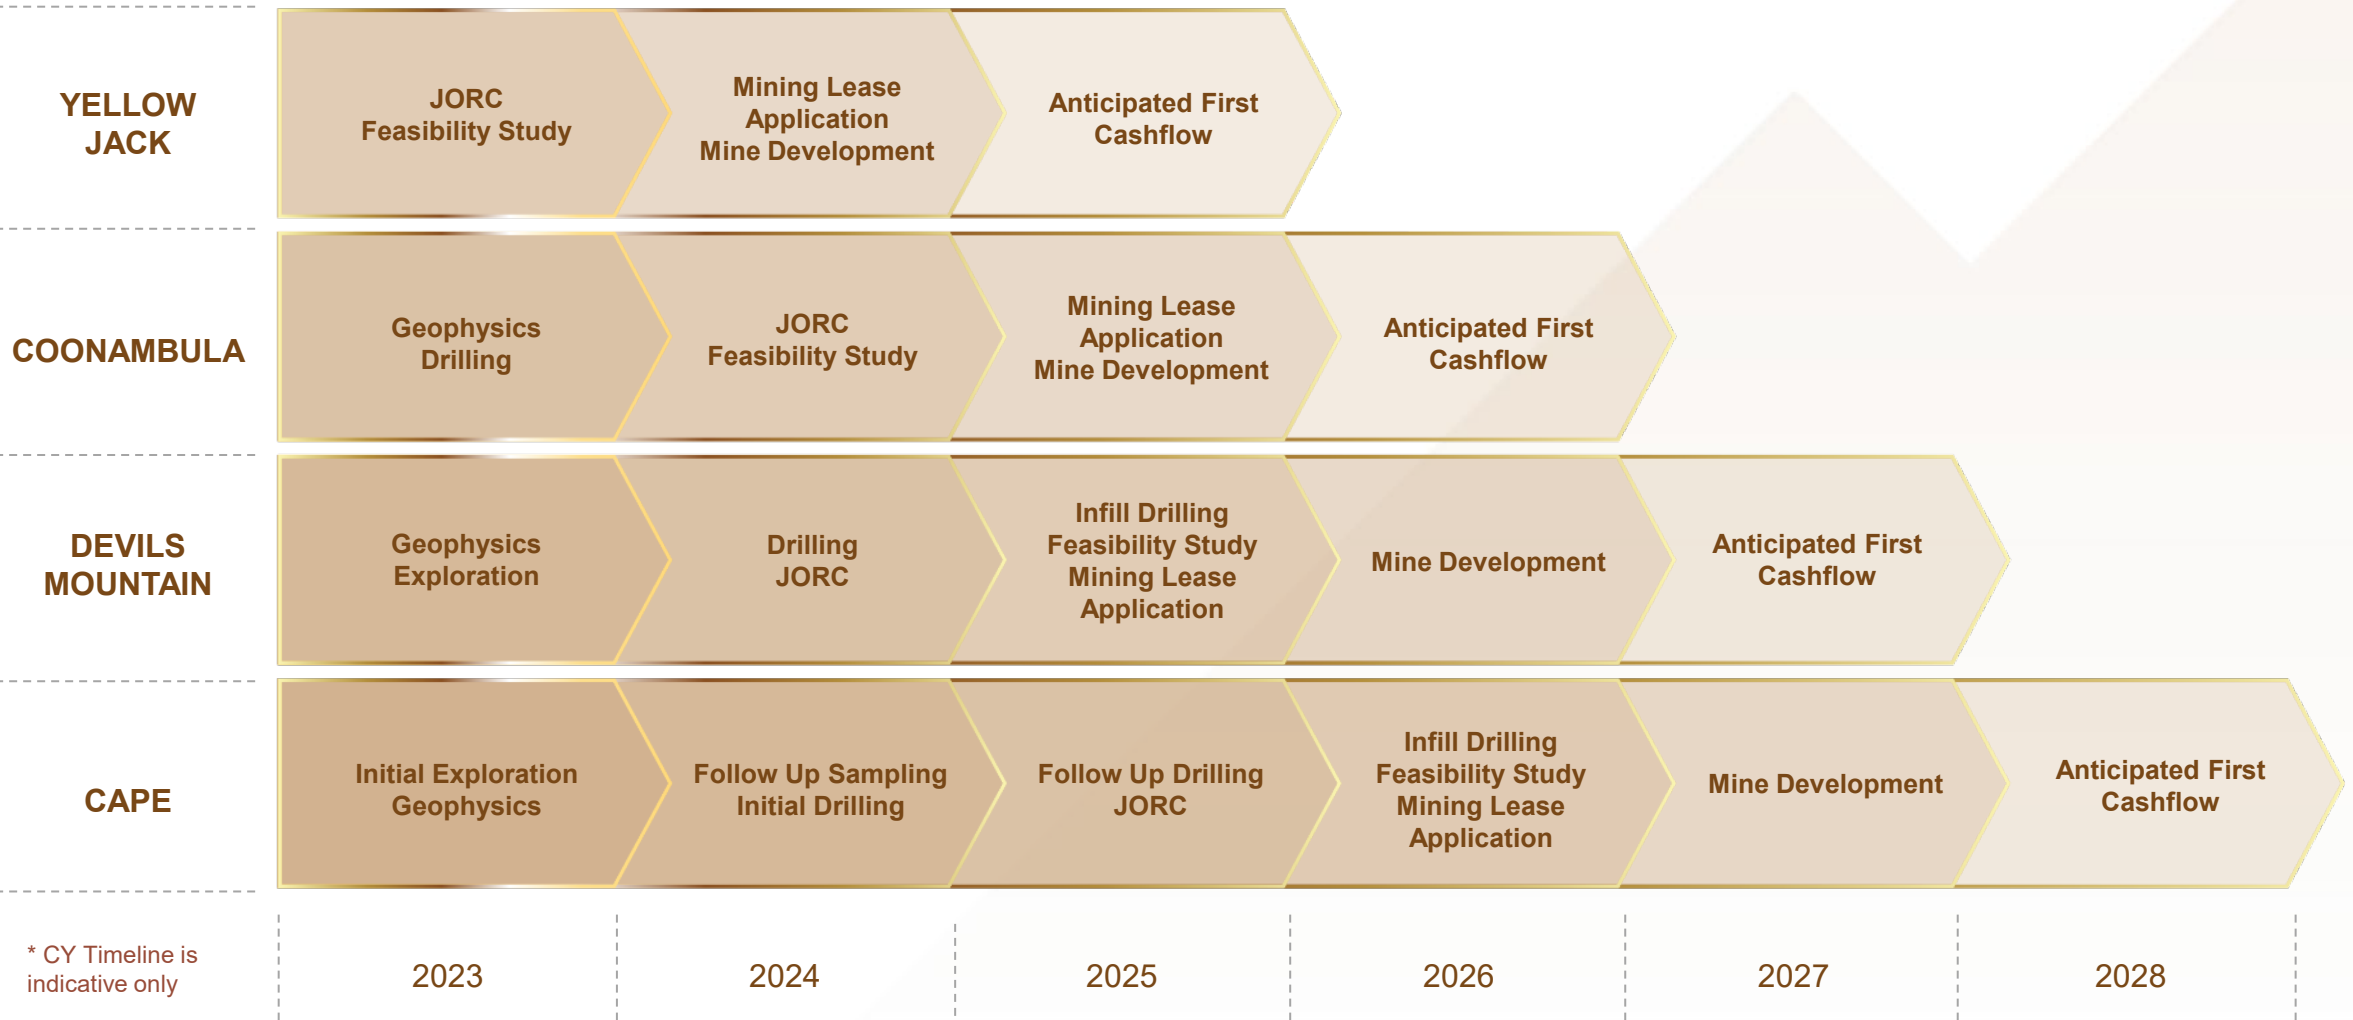 YELLOW
JACK
JORC
Feasibility Study
Mining Lease
Application
Mine Development
Anticipated First
Cashflow
COONAMBULA
Geophysics
Drilling
JORC
Feasibility Study
Mining Lease
Application
Mine Development
Anticipated First
Cashflow
DEVILS
MOUNTAIN
Geophysics
Exploration
Drilling
JORC
Infill Drilling
Feasibility Study
Mining Lease
Application
Mine Development
Anticipated First
Cashflow
CAPE
Initial Exploration
Geophysics
Follow Up Sampling
Initial Drilling
Follow Up Drilling
JORC
Infill Drilling
Feasibility Study
Mining Lease
Application
Mine Development
Anticipated First
Cashflow
* CY Timeline is
indicative only
2023
2024
2025
2026
2027
2028